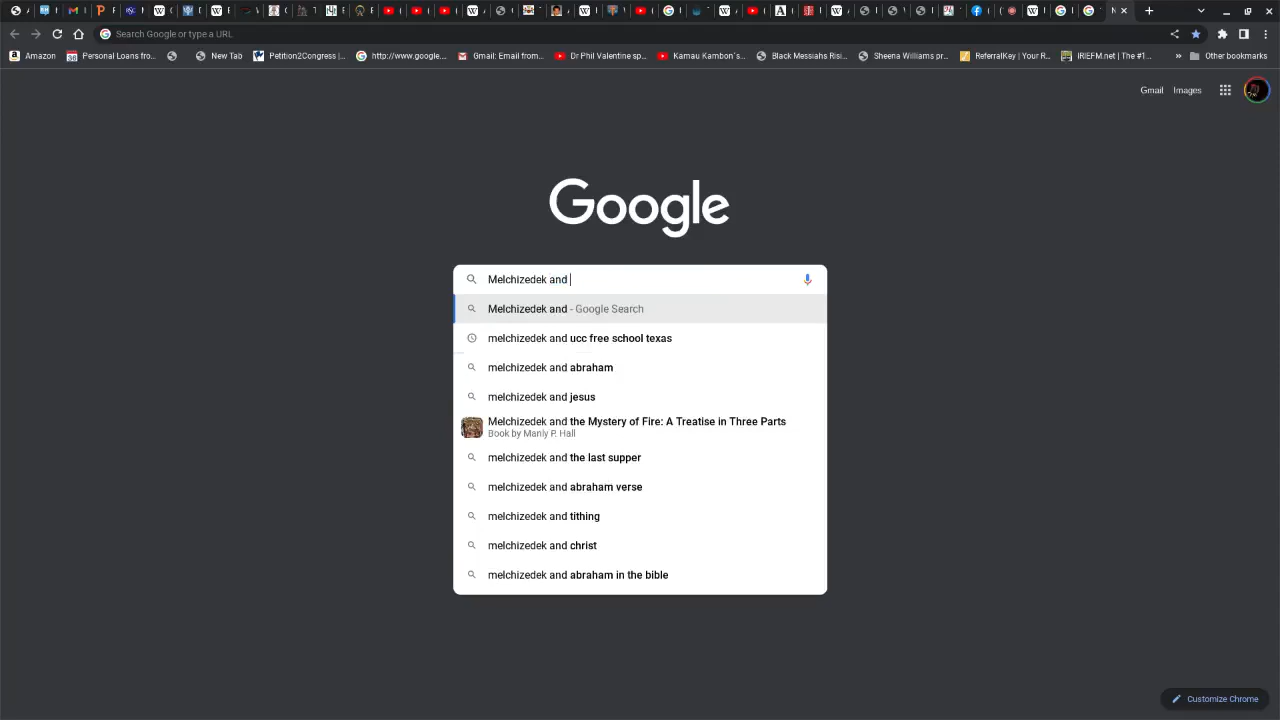 Search Google or type a URL
Amazon
Personal Loans fro...
New Tab
Petition2Congress |...
http://www.google....
Gmail: Email from...
Dr Phil Valentine sp...
Kamau Kambon`s...
Black Messiahs Risi...
Sheena Williams pr...
ReferralKey | Your R...
IRIEFM.net | The #1...
»
Other bookmarks
Gmail
Images
Google
Melchizedek and
Melchizedek and - Google Search
melchizedek and ucc free school texas
melchizedek and abraham
melchizedek and jesus
Melchizedek and the Mystery of Fire: A Treatise in Three Parts
Book by Manly P. Hall
melchizedek and the last supper
melchizedek and abraham verse
melchizedek and tithing
melchizedek and christ
melchizedek and abraham in the bible
Customize Chrome